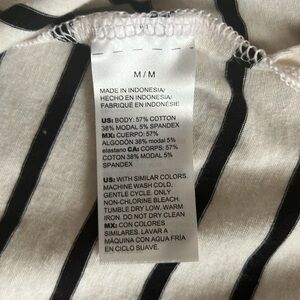 M / M
MADE IN INDONESIA/
HECHO EN INDONESIA/
FABRIQUÉ EN INDONÉSIE
US: BODY: 57% COTTON
38% MODAL 5% SPANDEX
MX: CUERPO: 57%
ALGODÓN 38% modal 5%
elastano CA: CORPS: 57%
COTON 38% MODAL 5%
SPANDEX
US: WITH SIMILAR COLORS.
MACHINE WASH COLD,
GENTLE CYCLE. ONLY
NON-CHLORINE BLEACH.
TUMBLE DRY LOW. WARM
IRON. DO NOT DRY CLEAN
MX: CON COLORES
SIMILARES. LAVAR A
MÁQUINA CON AGUA FRÍA
EN CICLO SUAVE.